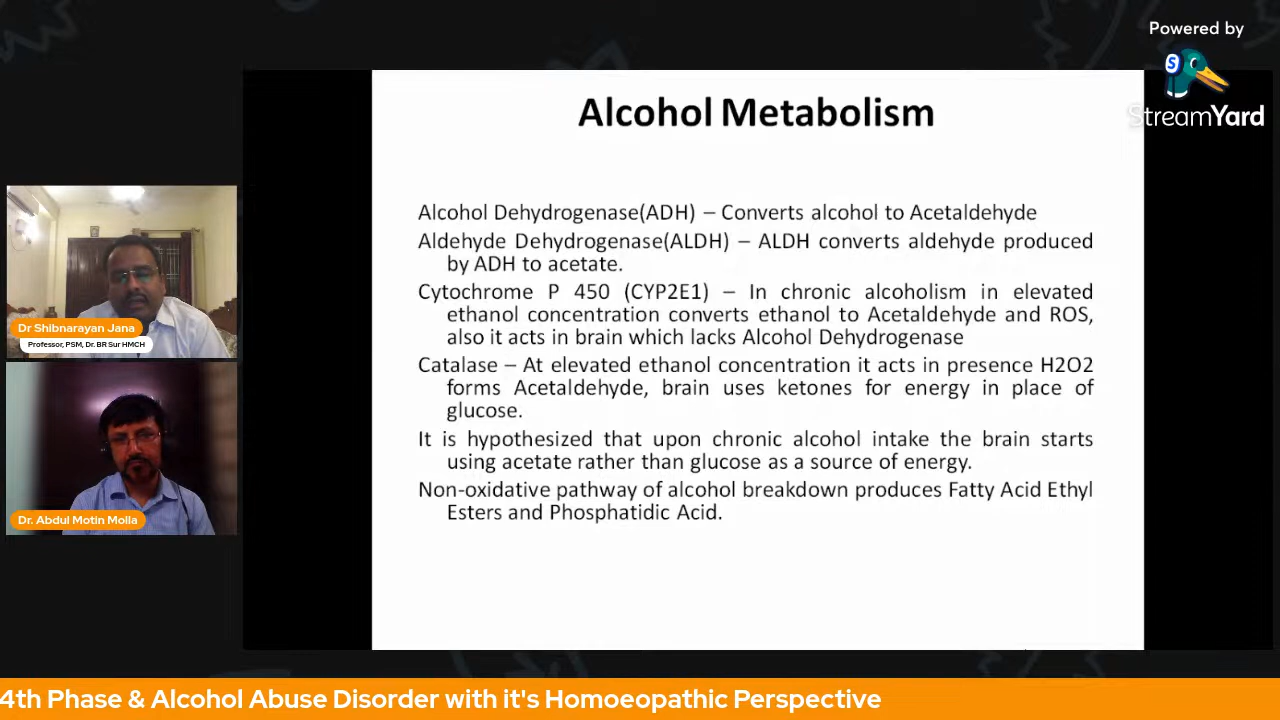 Powered by
StreamYard
Alcohol Metabolism
Alcohol Dehydrogenase(ADH) – Converts alcohol to Acetaldehyde
Aldehyde Dehydrogenase(ALDH) – ALDH converts aldehyde produced
by ADH to acetate.
Cytochrome P 450 (CYP2E1) – In chronic alcoholism in elevated
ethanol concentration converts ethanol to Acetaldehyde and ROS,
also it acts in brain which lacks Alcohol Dehydrogenase
Catalase – At elevated ethanol concentration it acts in presence H2O2
forms Acetaldehyde, brain uses ketones for energy in place of
glucose.
It is hypothesized that upon chronic alcohol intake the brain starts
using acetate rather than glucose as a source of energy.
Non-oxidative pathway of alcohol breakdown produces Fatty Acid Ethyl
Esters and Phosphatidic Acid.
Dr Shibnarayan Jana
Professor, PSM, Dr. BR Sur HMCH
Dr. Abdul Motin Molla
4th Phase & Alcohol Abuse Disorder with it's Homoeopathic Perspective